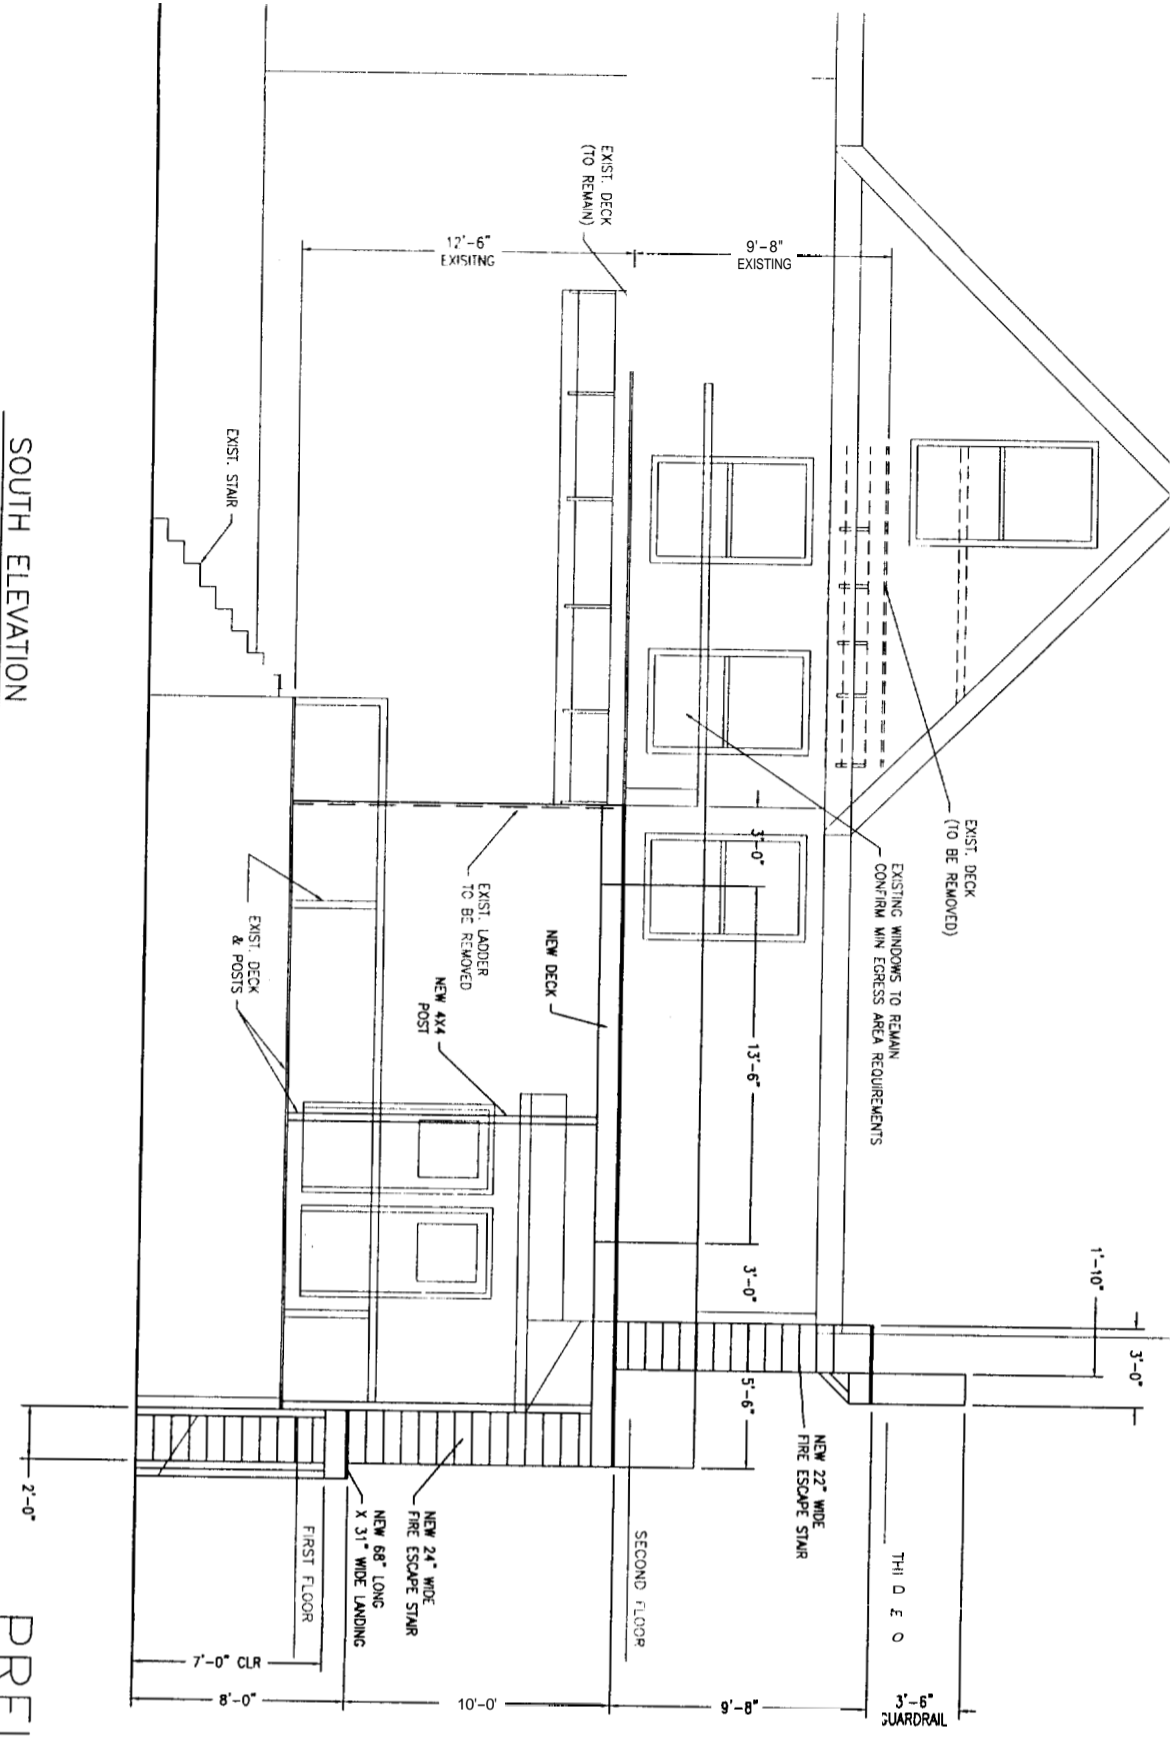 EXIST. DECK
(TO REMAIN)
12'-6"
EXISITNG
9'-8"
EXISTING
EXIST. STAIR
SOUTH ELEVATION
EXIST. DECK
(TO BE REMOVED)
EXISTING WINDOWS TO REMAIN
CONFIRM MIN EGRESS AREA REQUIREMENTS
3'-0"
EXIST. LADDER
TO BE REMOVED
NEW DECK
EXIST. DECK
& POSTS
NEW 4X4
POST
13'-6"
3'-0"
1'-10"
3'-0"
5'-6"
NEW 22" WIDE
FIRE ESCAPE STAIR
NEW 24" WIDE
FIRE ESCAPE STAIR
NEW 68" LONG
X 31" WIDE LANDING
2'-0"
FIRST FLOOR
SECOND FLOOR
7'-0" CLR
8'-0"
10'-0'
9'-8"
3'-6"
GUARDRAIL